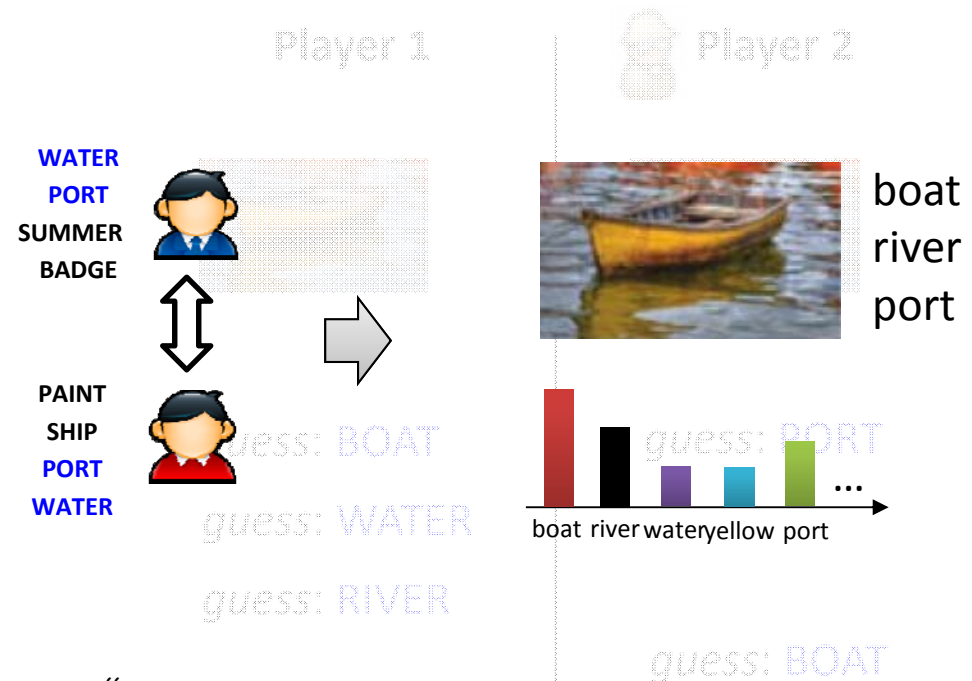 Player 1
Player 2
WATER
PORT
SUMMER
BADGE
boat
river
port
PAINT
SHIP
PORT
WATER
guess: BOAT
guess: PORT
...
boat river water yellow port
guess: WATER
guess: RIVER
guess: BOAT
“